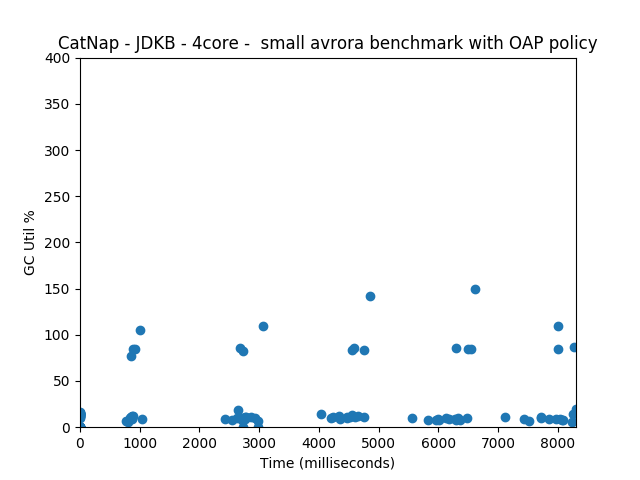 CatNap - JDKB - 4core -  small avrora benchmark with OAP policy
400
350
300
250
200
150
100
50
0
GC Util %
0 1000 2000 3000 4000 5000 6000 7000 8000
Time (milliseconds)